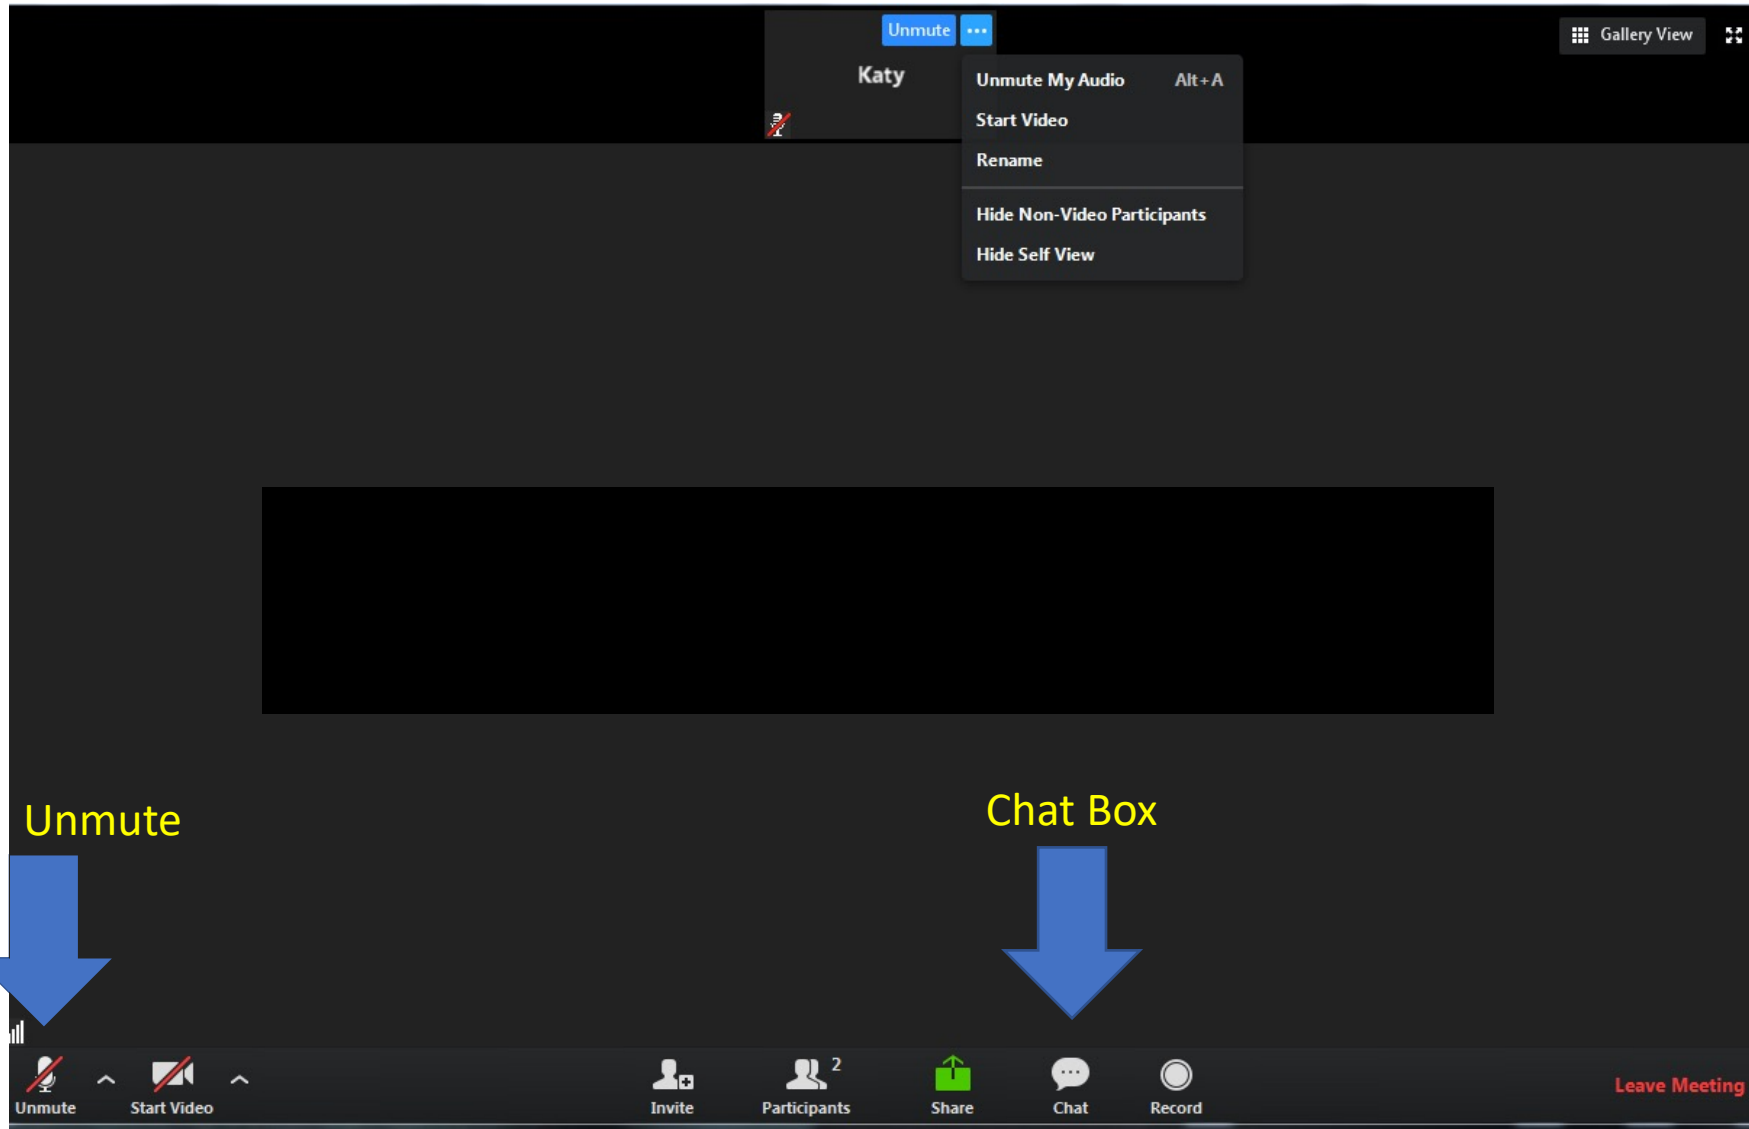 Unmute ...
Gallery View
Katy
Unmute My Audio Alt+A
Start Video
Rename
Hide Non-Video Participants
Hide Self View
Unmute
Chat Box
2
Unmute Start Video Invite Participants Share Chat Record Leave Meeting